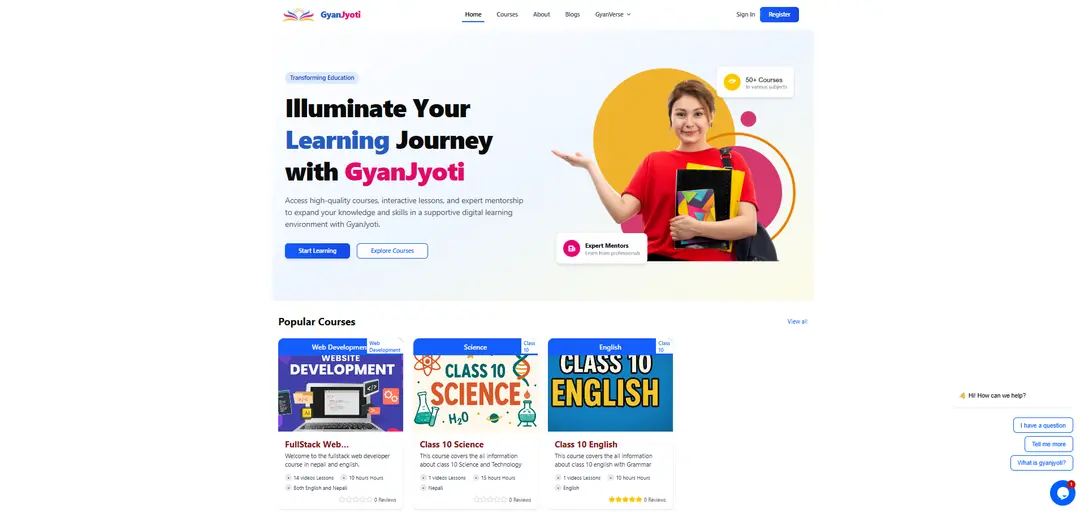 GyanJyoti
Home Courses About Blogs GyanVerse
Sign In Register
Transforming Education
Illuminate Your
Learning Journey
with GyanJyoti
Access high-quality courses, interactive lessons, and expert mentorship
to expand your knowledge and skills in a supportive digital learning
environment with GyanJyoti.
Start Learning Explore Courses
50+ Courses
In various subjects
Expert Mentors
Learn from professionals
Popular Courses
View all
Web Development
Web
Development
WEBSITE
DEVELOPMENT
FullStack Web...
Welcome to the fullstack web developer
course in nepali and english.
14 videos Lessons 10 hours Hours
Both English and Nepali
0 Reviews
Science
Class
10
CLASS 10
SCIENCE
H₂O
Class 10 Science
This course covers the all information
about class 10 Science and Technology
1 videos Lessons 15 hours Hours
Nepali
0 Reviews
English
Class
10
CLASS 10
ENGLISH
Class 10 English
This course covers the all information
about class 10 english with Grammar
1 videos Lessons 10 hours Hours
English
0 Reviews
Hi! How can we help?
I have a question
Tell me more
What is gyanjyoti?
1